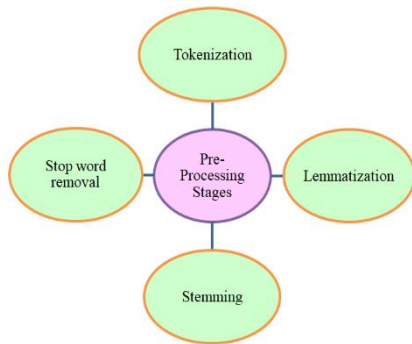 Tokenization
Stop word
removal
Pre-
Processing
Stages
Lemmatization
Stemming